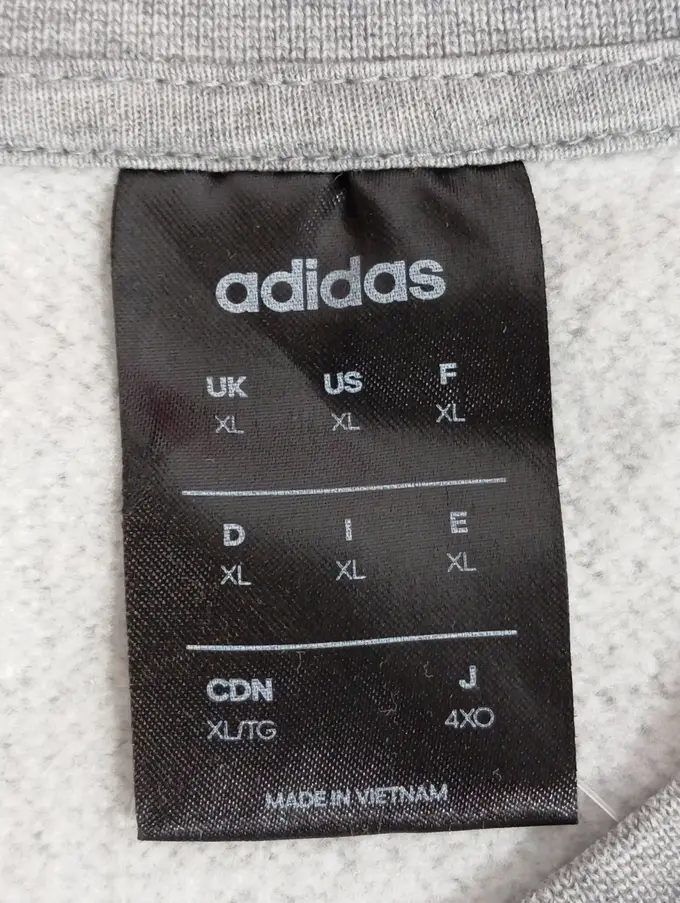 adidas
UK US F
XL XL XL
D I E
XL XL XL
CDN J
XL/TG 4XO
MADE IN VIETNAM